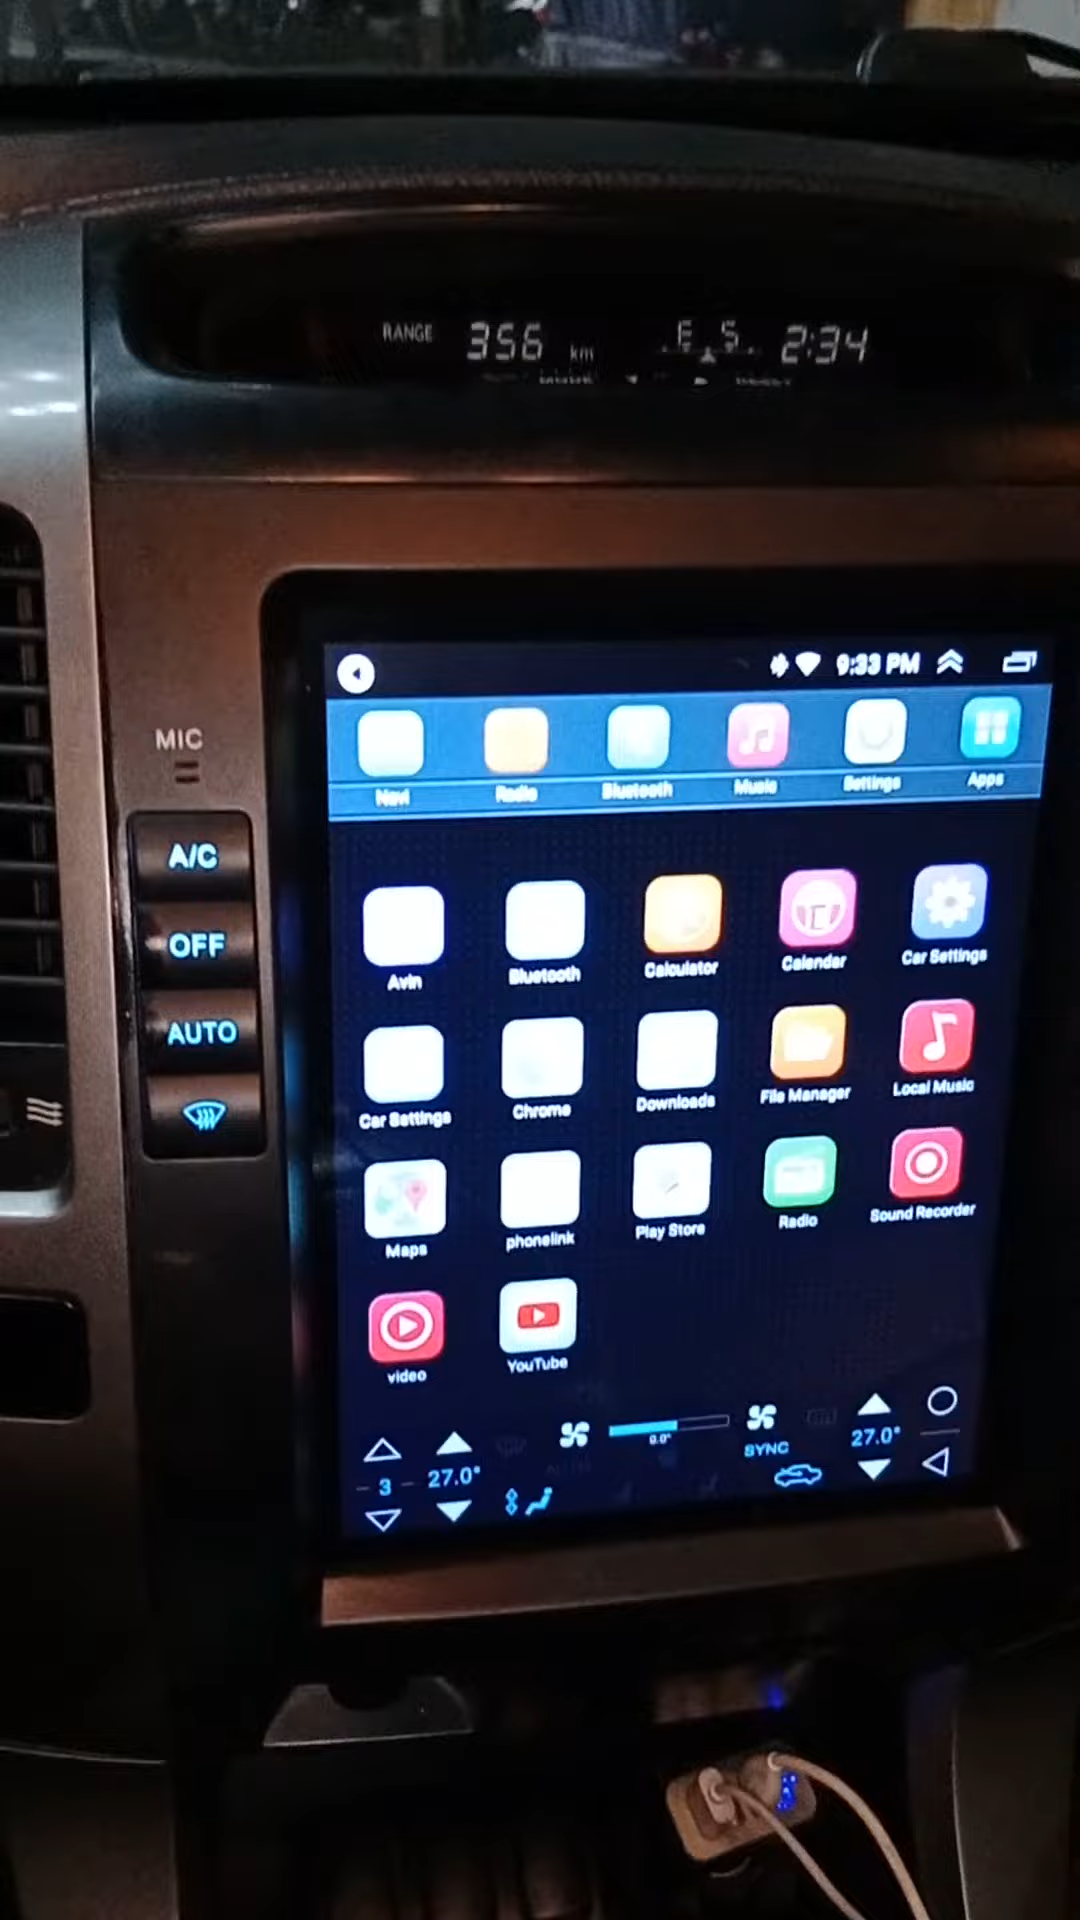 RANGE 356 km E S 2:34
9:33 PM
Navi Radio Bluetooth Music Settings Apps
MIC
A/C
OFF
AUTO
Avin Bluetooth Calculator Calendar Car Settings
Car Settings Chrome Downloads File Manager Local Music
Maps phonelink Play Store Radio Sound Recorder
video YouTube
3 27.0° 0.0° SYNC 27.0°